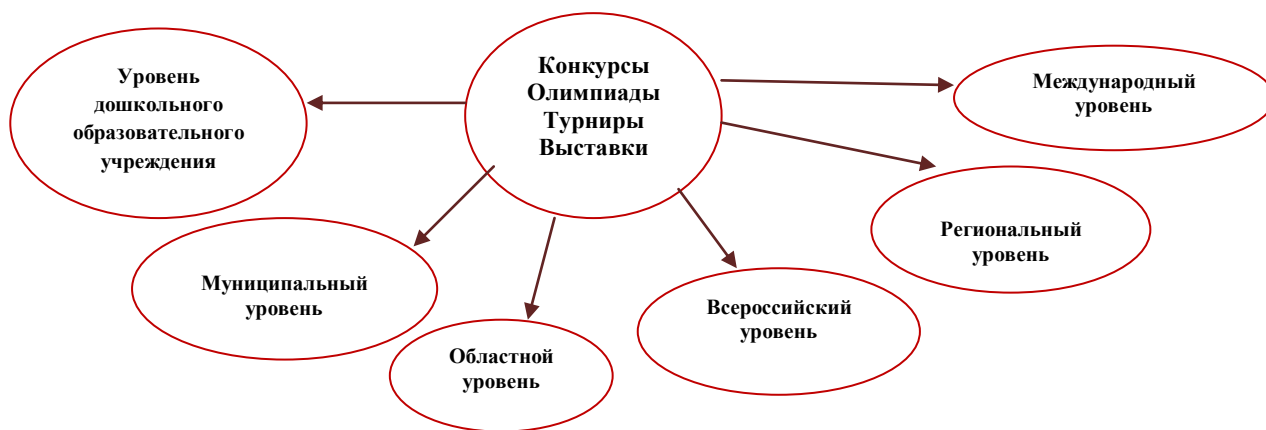 Уровень
дошкольного
образовательного
учреждения
Конкурсы
Олимпиады
Турниры
Выставки
Международный
уровень
Региональный
уровень
Муниципальный
уровень
Всероссийский
уровень
Областной
уровень